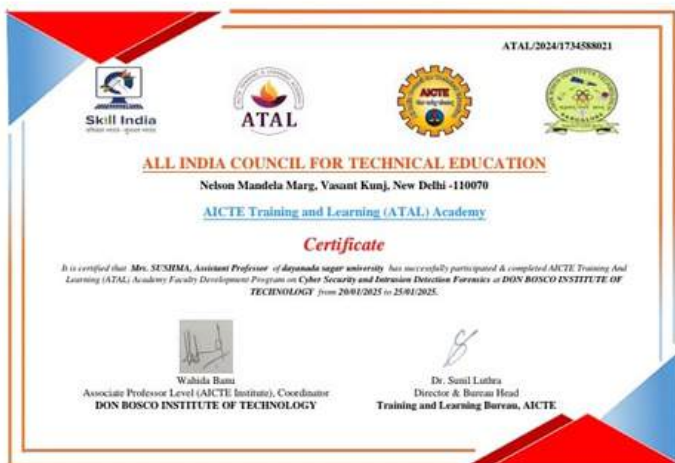 ATAL/2024/1734588021
Skill India
कौशल भारत - कुशल भारत
ATAL
AICTE
BANGALORE
ALL INDIA COUNCIL FOR TECHNICAL EDUCATION
Nelson Mandela Marg, Vasant Kunj, New Delhi -110070
AICTE Training and Learning (ATAL) Academy
Certificate
It is certified that Mrs. SUSHMA, Assistant Professor of dayanada sagar university has successfully participated & completed AICTE Training And
Learning (ATAL) Academy Faculty Development Program on Cyber Security and Intrusion Detection Forensics at DON BOSCO INSTITUTE OF
TECHNOLOGY from 20/01/2025 to 25/01/2025.
Wahida Banu
Associate Professor Level (AICTE Institute), Coordinator
DON BOSCO INSTITUTE OF TECHNOLOGY
Dr. Sunil Luthra
Director & Bureau Head
Training and Learning Bureau, AICTE